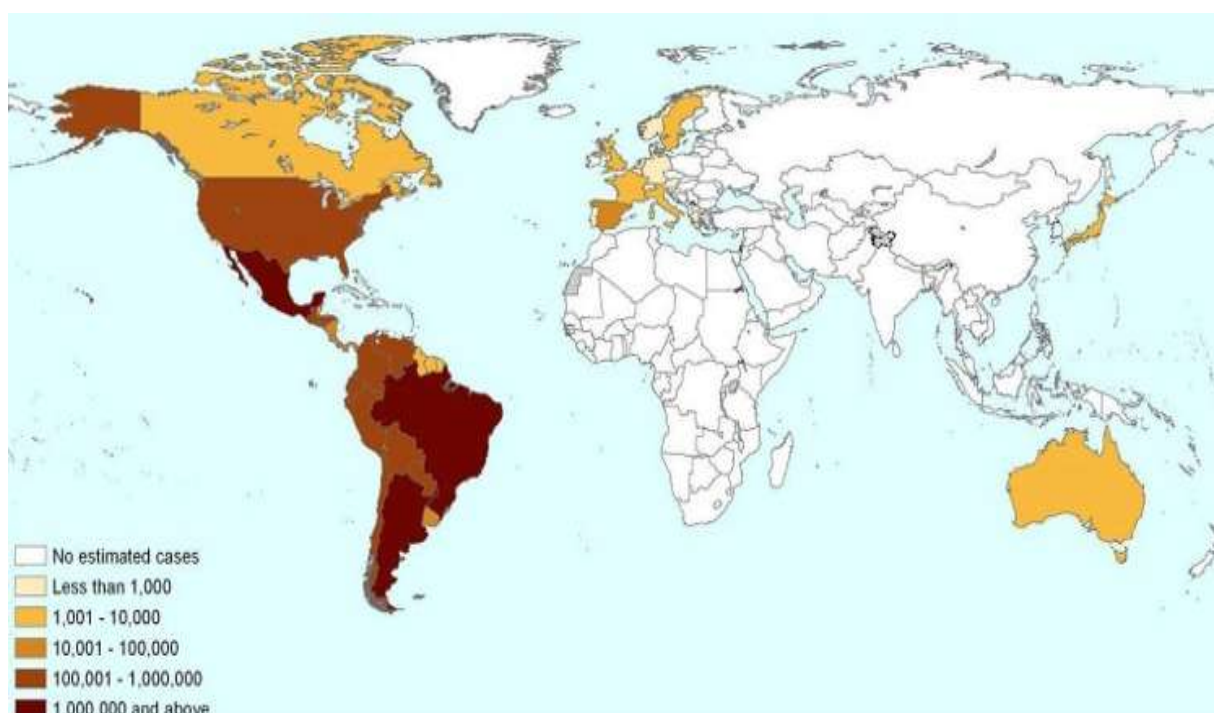 No estimated cases
Less than 1,000
1,001 - 10,000
10,001 - 100,000
100,001 - 1,000,000
1,000,000 and above